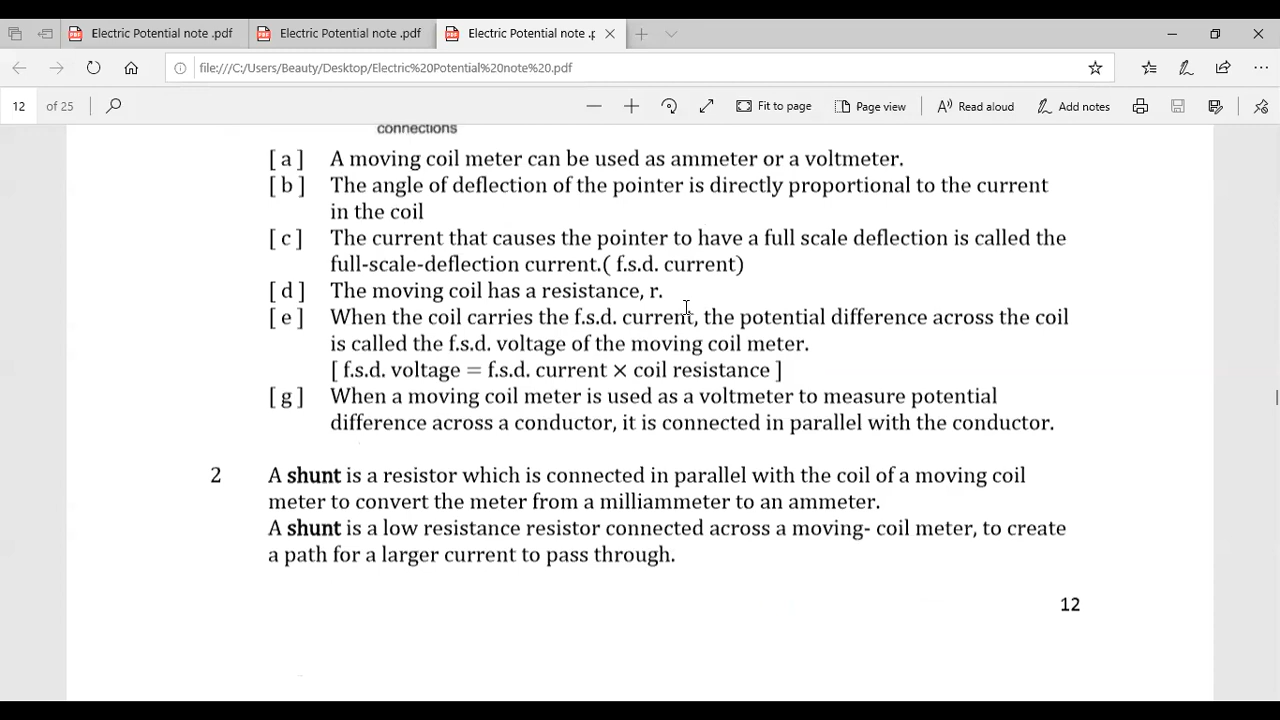 Electric Potential note .pdf
Electric Potential note .pdf
Electric Potential note .p
file:///C:/Users/Beauty/Desktop/Electric%20Potential%20note%20.pdf
12 of 25
Fit to page
Page view
Read aloud
Add notes
connections
[ a ] A moving coil meter can be used as ammeter or a voltmeter.
[ b ] The angle of deflection of the pointer is directly proportional to the current
in the coil
[ c ] The current that causes the pointer to have a full scale deflection is called the
full-scale-deflection current.( f.s.d. current)
[ d ] The moving coil has a resistance, r.
[ e ] When the coil carries the f.s.d. current, the potential difference across the coil
is called the f.s.d. voltage of the moving coil meter.
[ f.s.d. voltage = f.s.d. current × coil resistance ]
[ g ] When a moving coil meter is used as a voltmeter to measure potential
difference across a conductor, it is connected in parallel with the conductor.
2 A shunt is a resistor which is connected in parallel with the coil of a moving coil
meter to convert the meter from a milliammeter to an ammeter.
A shunt is a low resistance resistor connected across a moving- coil meter, to create
a path for a larger current to pass through.
12